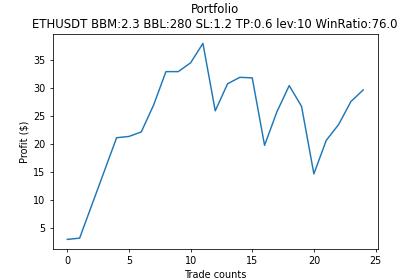 Portfolio
ETHUSDT BBM:2.3 BBL:280 SL:1.2 TP:0.6 lev:10 WinRatio:76.0
35
30
25
20
15
10
5
Profit ($)
0 5 10 15 20 25
Trade counts